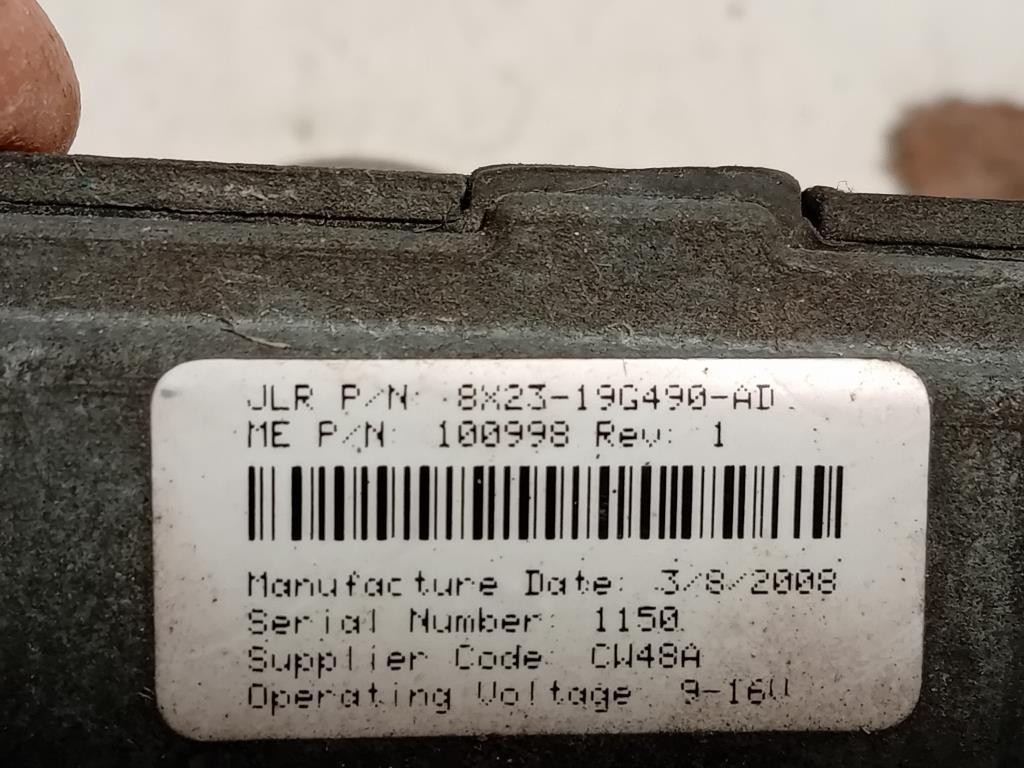 JLR P/N: 8X23-19G490-AD
ME P/N: 100998 Rev: 1
Manufacture Date: 3/8/2008
Serial Number: 1150
Supplier Code: CW48A
Operating Voltage: 9-16V